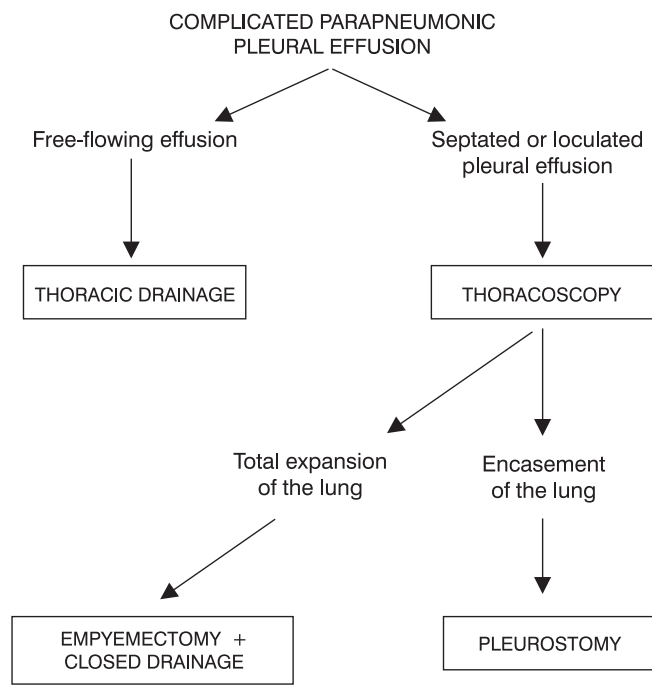 COMPLICATED PARAPNEUMONIC
PLEURAL EFFUSION
Free-flowing effusion
Septated or loculated
pleural effusion
THORACIC DRAINAGE
THORACOSCOPY
Total expansion
of the lung
Encasement
of the lung
EMPYEMECTOMY +
CLOSED DRAINAGE
PLEUROSTOMY